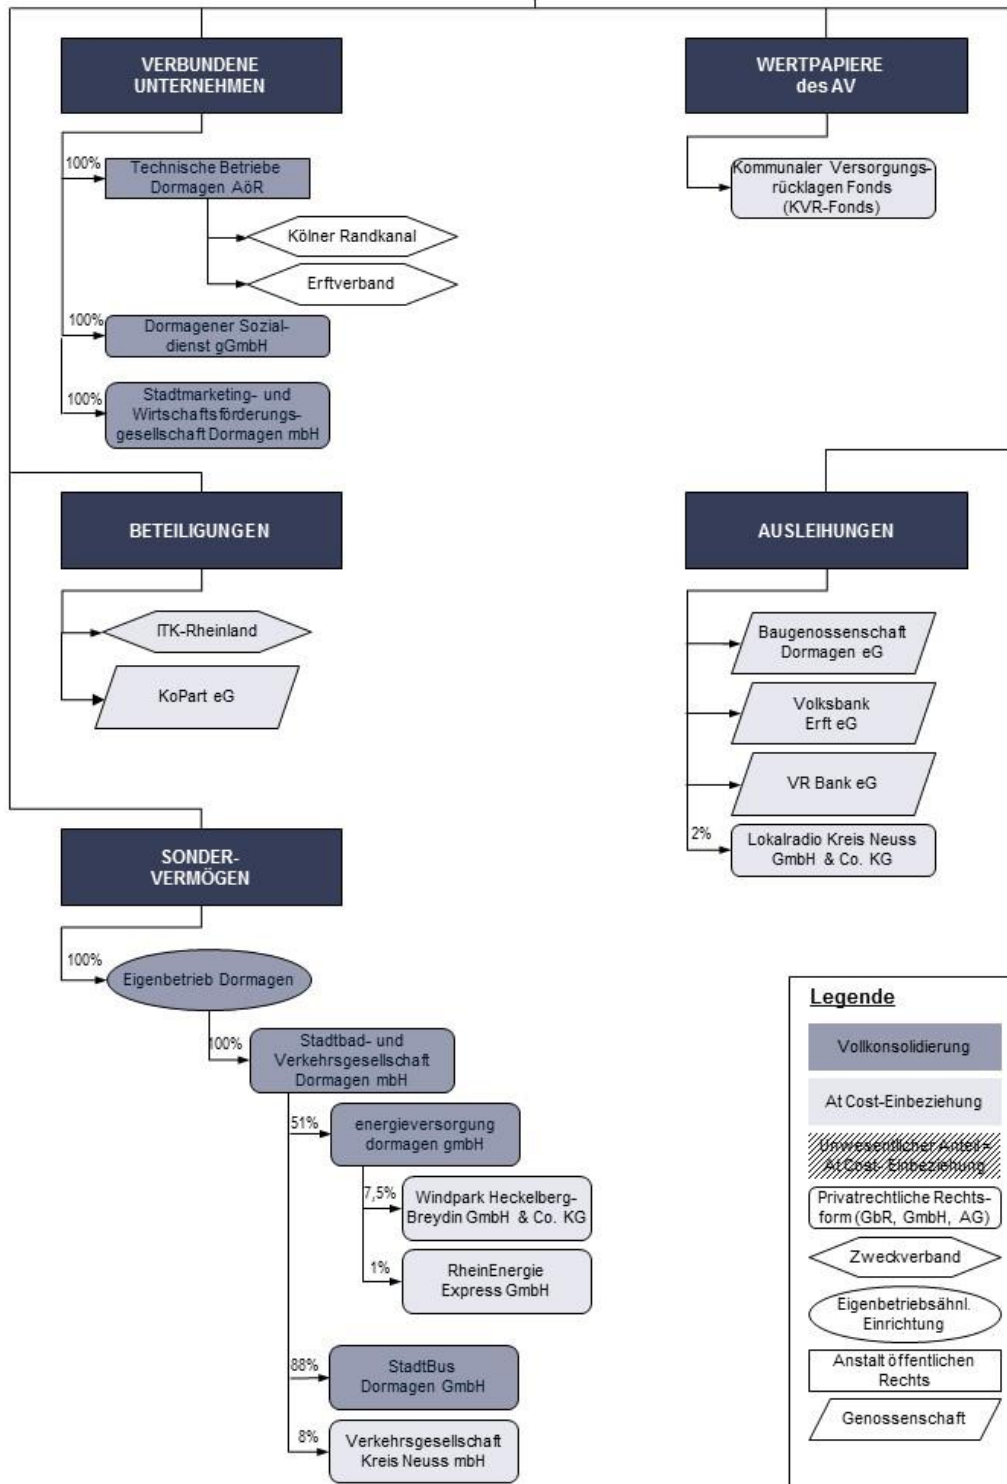 VERBUNDENE
UNTERNEHMEN
100%
Technische Betriebe
Dormagen AöR
Kölner Randkanal
Erftverband
100%
Dormagener Sozial-
dienst gGmbH
100%
Stadtmarketing- und
Wirtschaftsförderungs-
gesellschaft Dormagen mbH
WERTPAPIERE
des AV
Kommunaler Versorgungs-
rücklagen Fonds
(KVR-Fonds)
BETEILIGUNGEN
ITK-Rheinland
KoPart eG
AUSLEIHUNGEN
Baugenossenschaft
Dormagen eG
Volksbank
Erft eG
VR Bank eG
2%
Lokalradio Kreis Neuss
GmbH & Co. KG
SONDER-
VERMÖGEN
100%
Eigenbetrieb Dormagen
100%
Stadtbad- und
Verkehrsgesellschaft
Dormagen mbH
51%
energieversorgung
dormagen gmbH
7,5%
Windpark Heckelberg-
Breydin GmbH & Co. KG
1%
RheinEnergie
Express GmbH
88%
StadtBus
Dormagen GmbH
8%
Verkehrsgesellschaft
Kreis Neuss mbH
Legende
Vollkonsolidierung
At Cost-Einbeziehung
Unwesentlicher Anteil =
At Cost- Einbeziehung
Privatrechtliche Rechts-
form (GbR, GmbH, AG)
Zweckverband
Eigenbetriebsähnl.
Einrichtung
Anstalt öffentlichen
Rechts
Genossenschaft